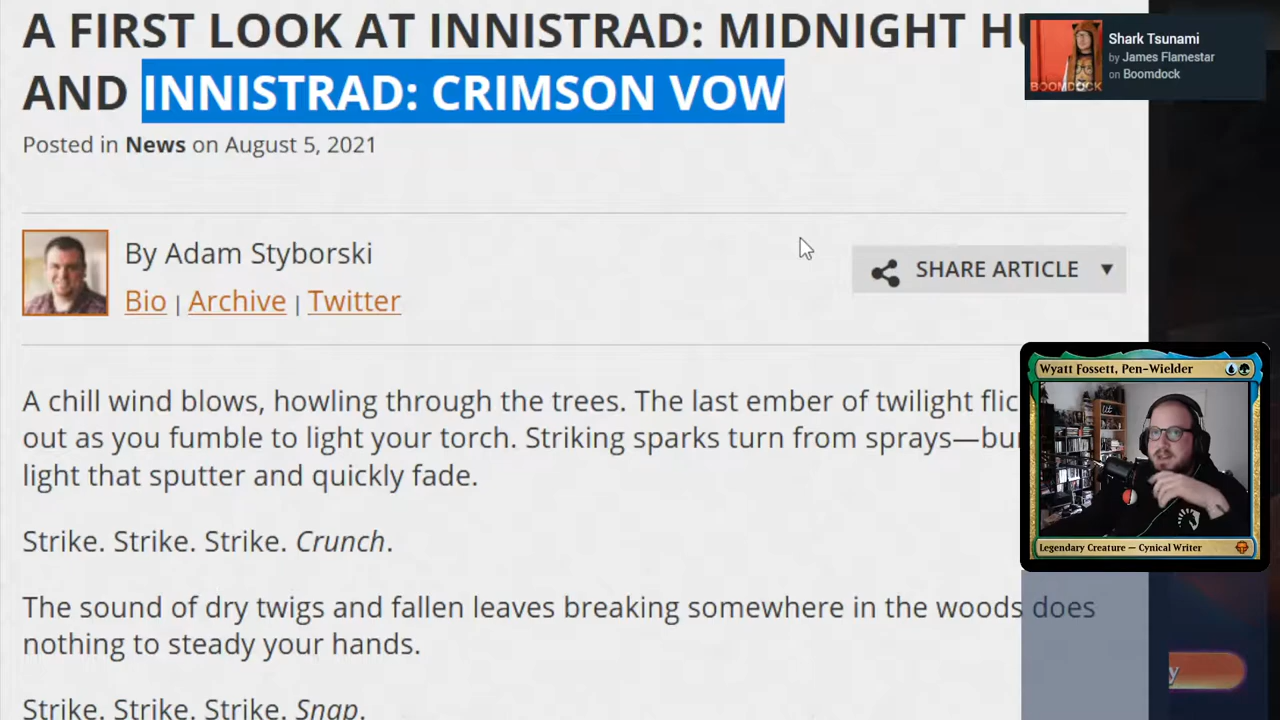 A FIRST LOOK AT INNISTRAD: MIDNIGHT HU
AND INNISTRAD: CRIMSON VOW
Posted in News on August 5, 2021
By Adam Styborski
Bio | Archive | Twitter
SHARE ARTICLE
A chill wind blows, howling through the trees. The last ember of twilight flic
out as you fumble to light your torch. Striking sparks turn from sprays—bur
light that sputter and quickly fade.
Strike. Strike. Strike. Crunch.
The sound of dry twigs and fallen leaves breaking somewhere in the woods does
nothing to steady your hands.
Strike. Strike. Strike. Snap.
Shark Tsunami
by James Flamestar
on Boomdock
BOOMDOCK
Wyatt Fossett, Pen-Wielder
Legendary Creature — Cynical Writer
y